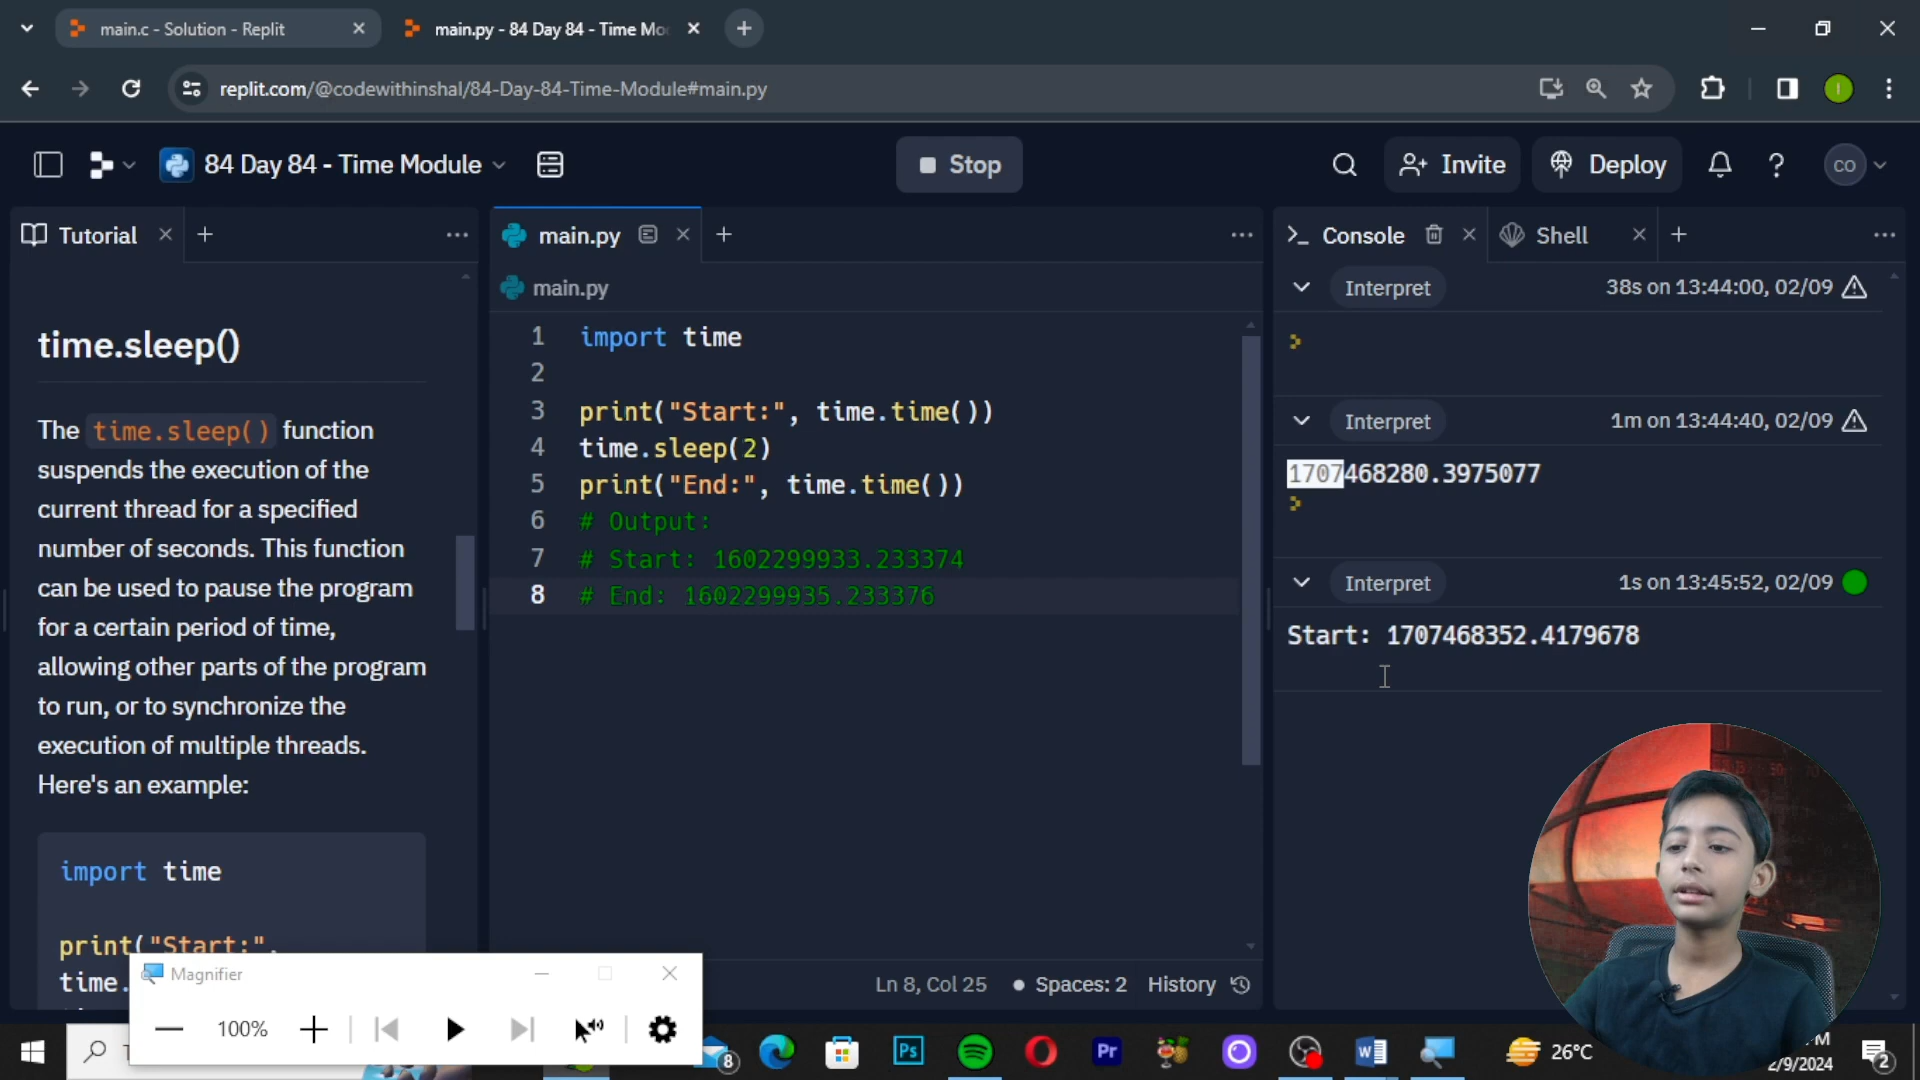 main.c - Solution - Replit
main.py - 84 Day 84 - Time Mo
replit.com/@codewithinshal/84-Day-84-Time-Module#main.py
I
84 Day 84 - Time Module
Stop
Invite
Deploy
?
CO
Tutorial
main.py
Console
Shell
main.py
Interpret
38s on 13:44:00, 02/09
time.sleep()
The time.sleep() function
suspends the execution of the
current thread for a specified
number of seconds. This function
can be used to pause the program
for a certain period of time,
allowing other parts of the program
to run, or to synchronize the
execution of multiple threads.
Here's an example:
import time
print("Start:",
time.
1 import time
2
3 print("Start:", time.time())
4 time.sleep(2)
5 print("End:", time.time())
6 # Output:
7 # Start: 1602299933.233374
8 # End: 1602299935.233376
Interpret
1m on 13:44:40, 02/09
1707468280.3975077
Interpret
1s on 13:45:52, 02/09
Start: 1707468352.4179678
Magnifier
100%
Ln 8, Col 25
Spaces: 2
History
8
Ps
Pr
26°C
2/9/2024
2